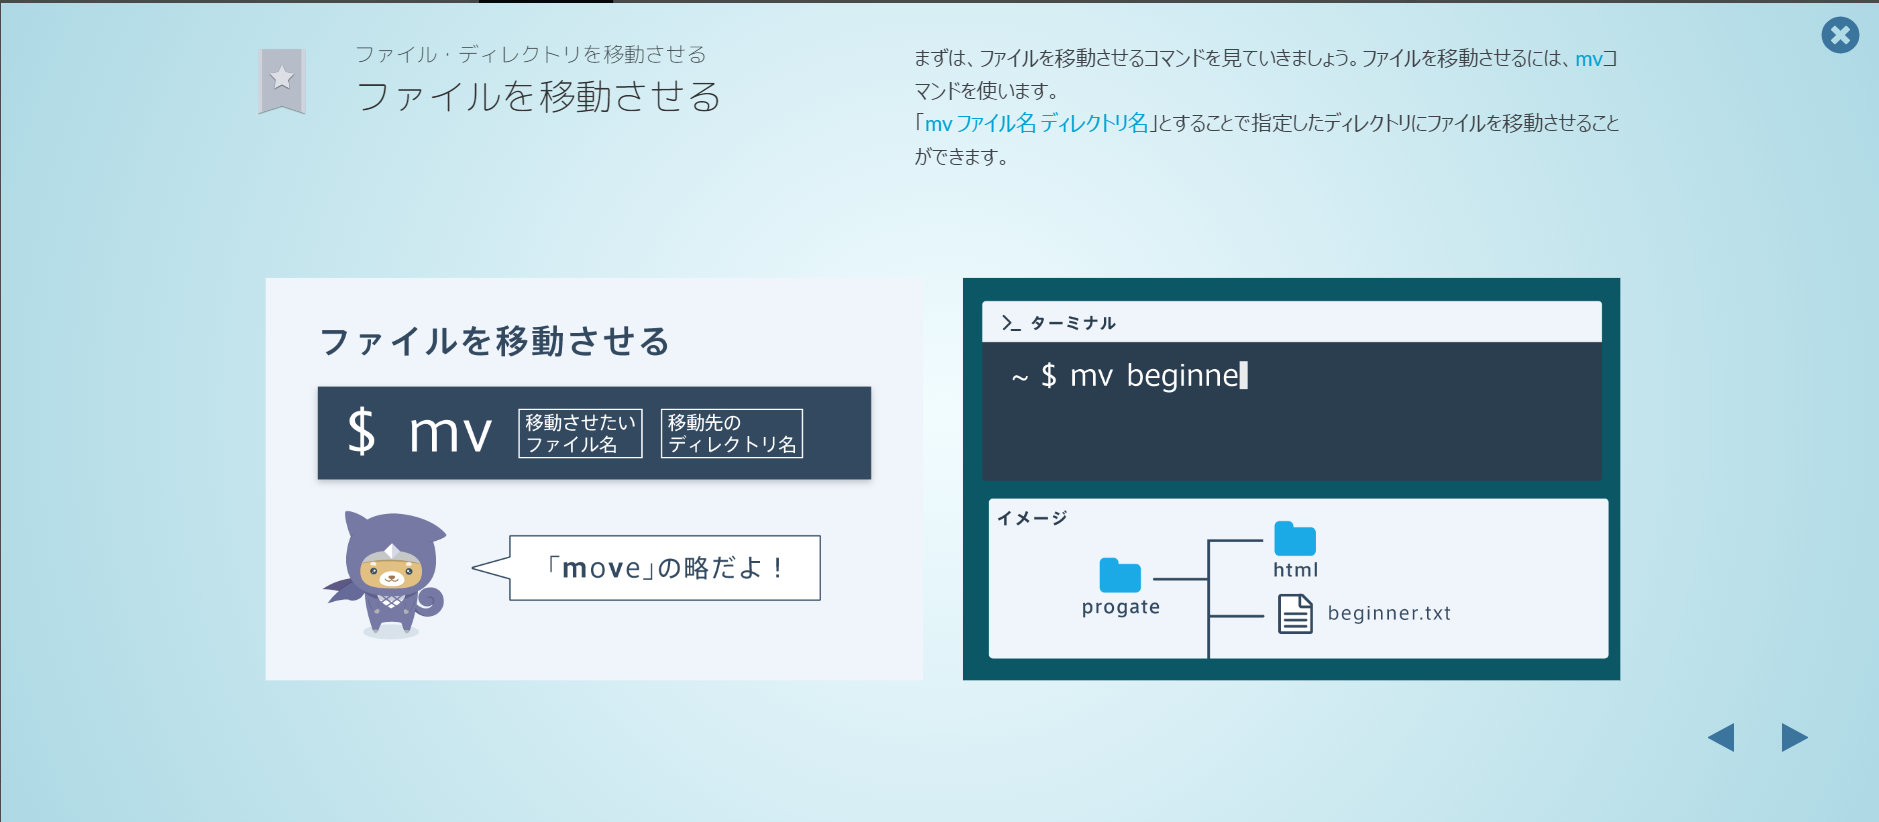 ファイル・ディレクトリを移動させる
ファイルを移動させる
まずは、ファイルを移動させるコマンドを見ていきましょう。ファイルを移動させるには、mvコ
マンドを使います。
「mv ファイル名 ディレクトリ名」とすることで指定したディレクトリにファイルを移動させること
ができます。
ファイルを移動させる
$ mv 移動させたい 移動先の
ファイル名 ディレクトリ名
「move」の略だよ！
>_ ターミナル
~ $ mv beginne
イメージ
html
progate
beginner.txt